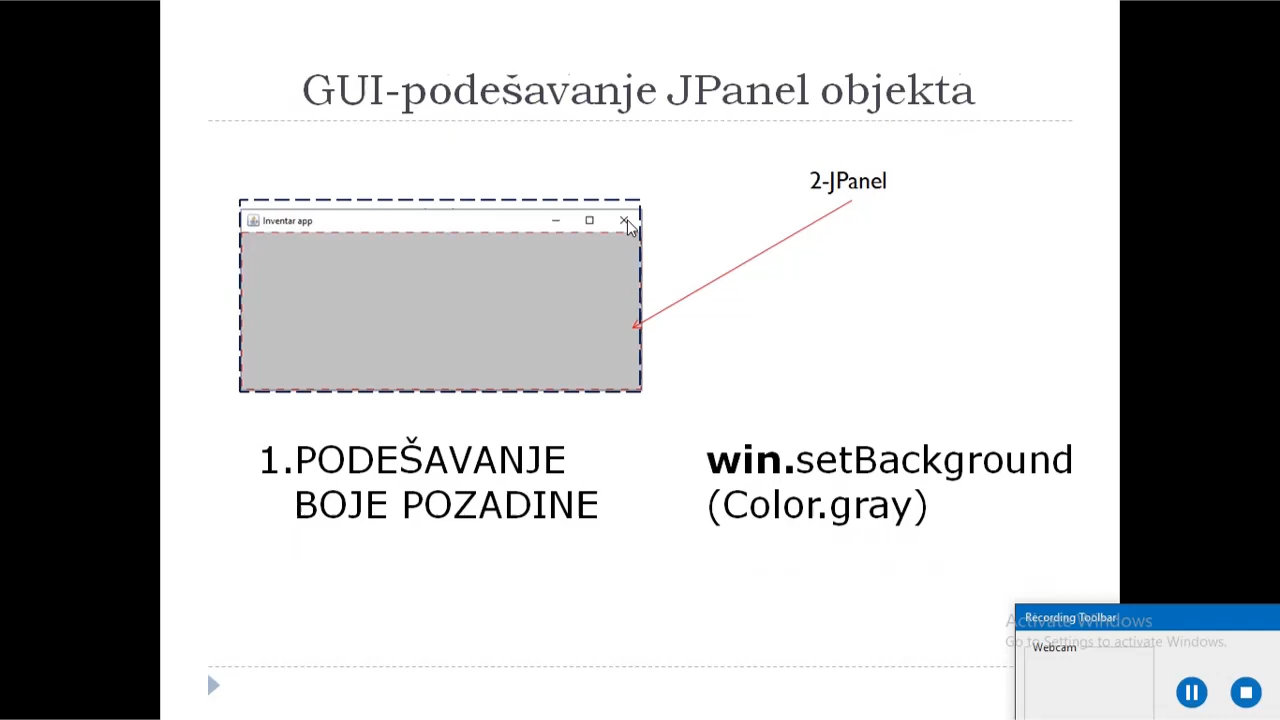 GUI-podešavanje JPanel objekta
2-JPanel
Inventar app
1.PODEŠAVANJE
BOJE POZADINE
win.setBackground
(Color.gray)
Recording Toolbar
Activate Windows
Go to Settings to activate Windows.
Webcam